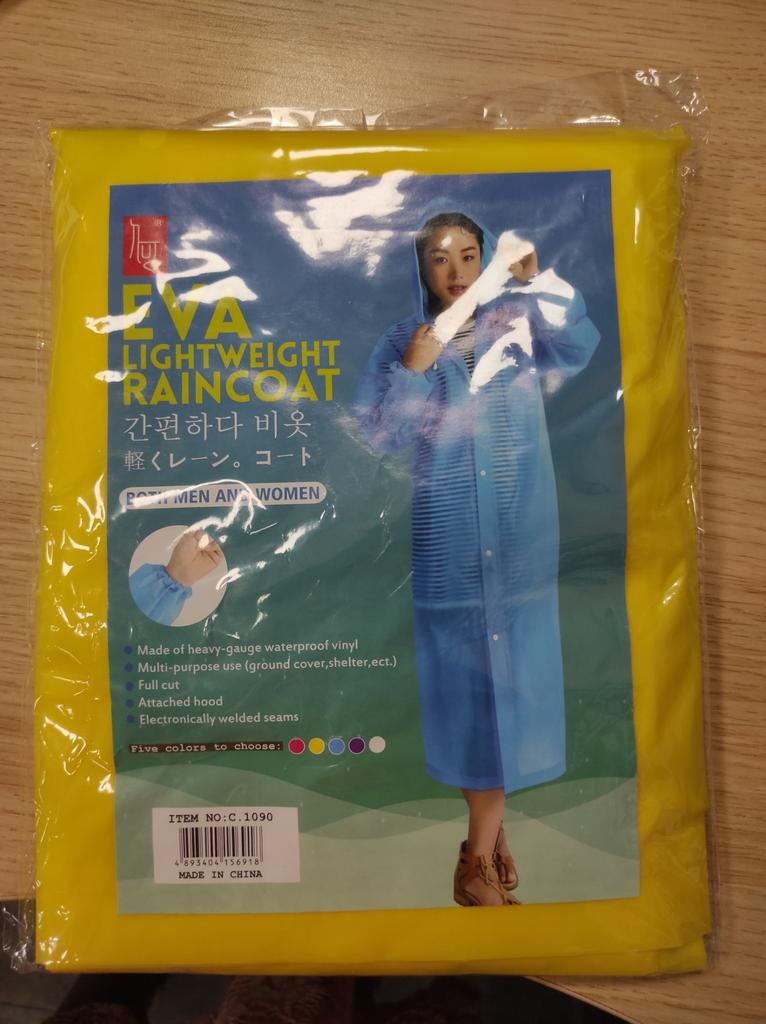 EVA
LIGHTWEIGHT
RAINCOAT
간편하다 비옷
軽くレーン。コート
BOTH MEN AND WOMEN
Made of heavy-gauge waterproof vinyl
Multi-purpose use (ground cover,shelter,ect.)
Full cut
Attached hood
Electronically welded seams
Five colors to choose:
ITEM NO:C.1090
4 893404 156918
MADE IN CHINA